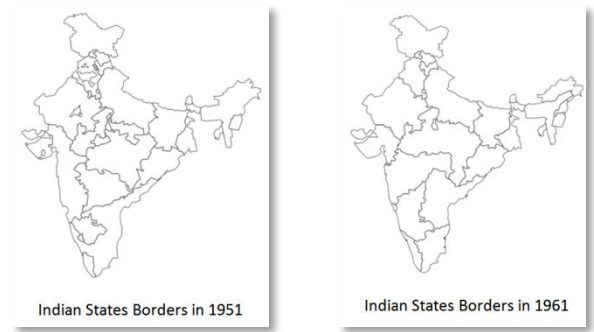 Indian States Borders in 1951
Indian States Borders in 1961